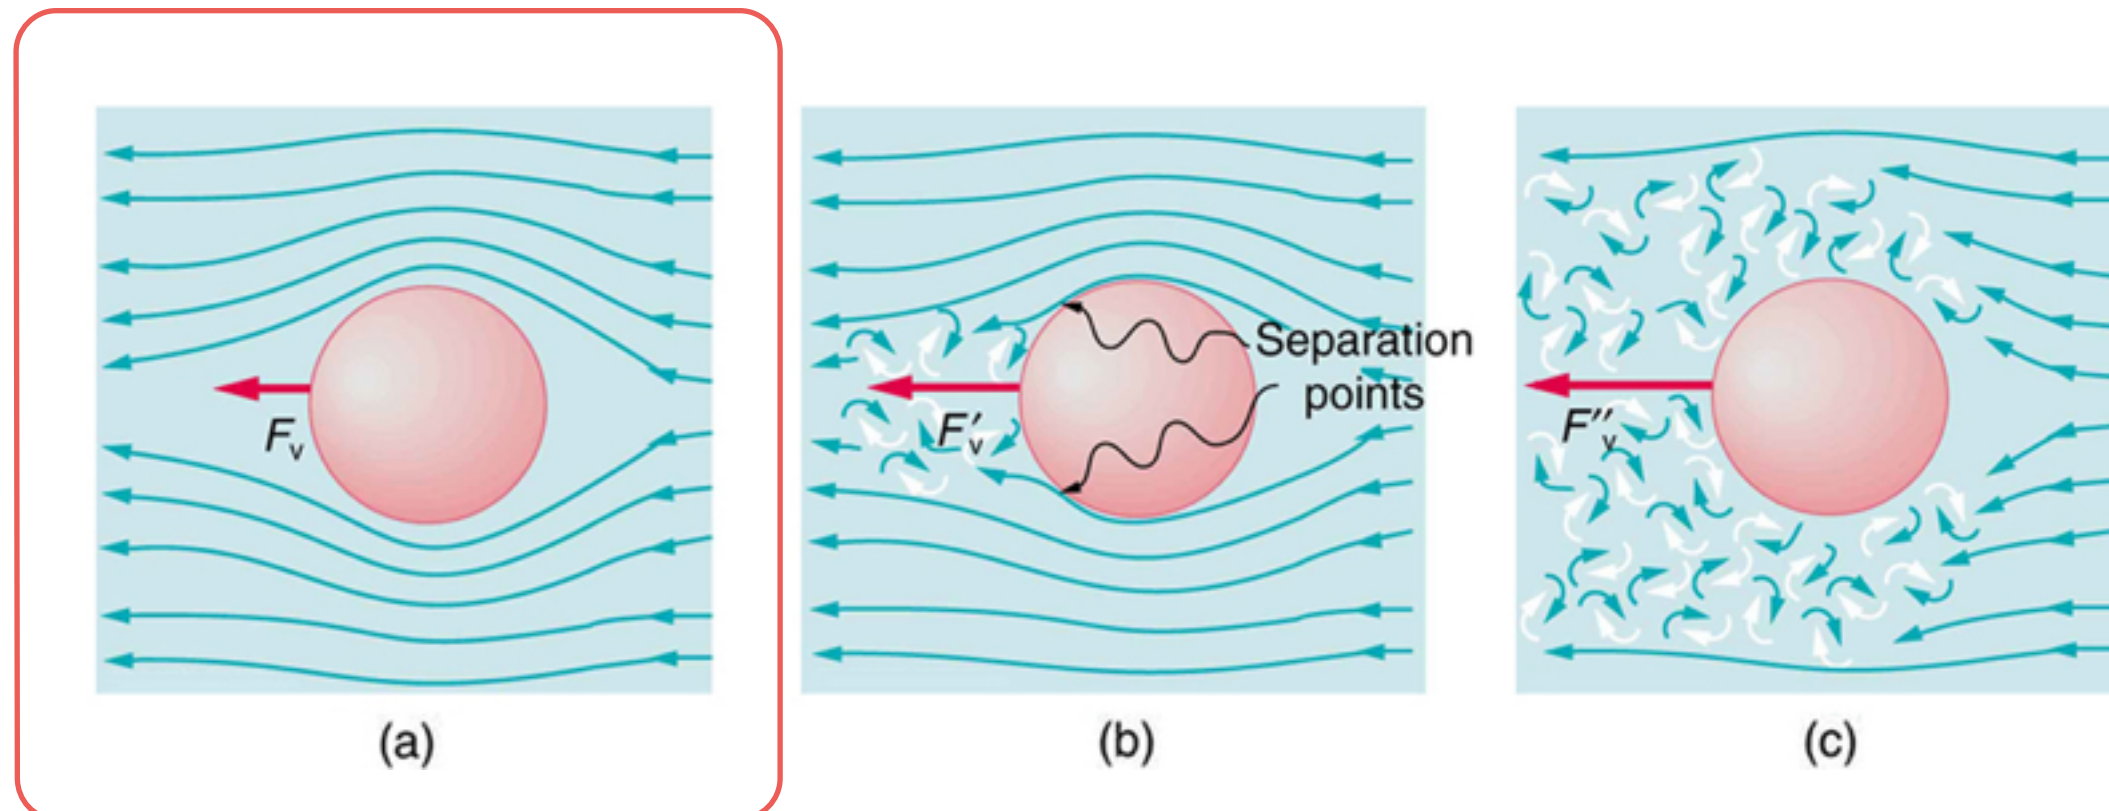 Separation
points
Fᵥ
F′ᵥ
F″ᵥ
(a)
(b)
(c)